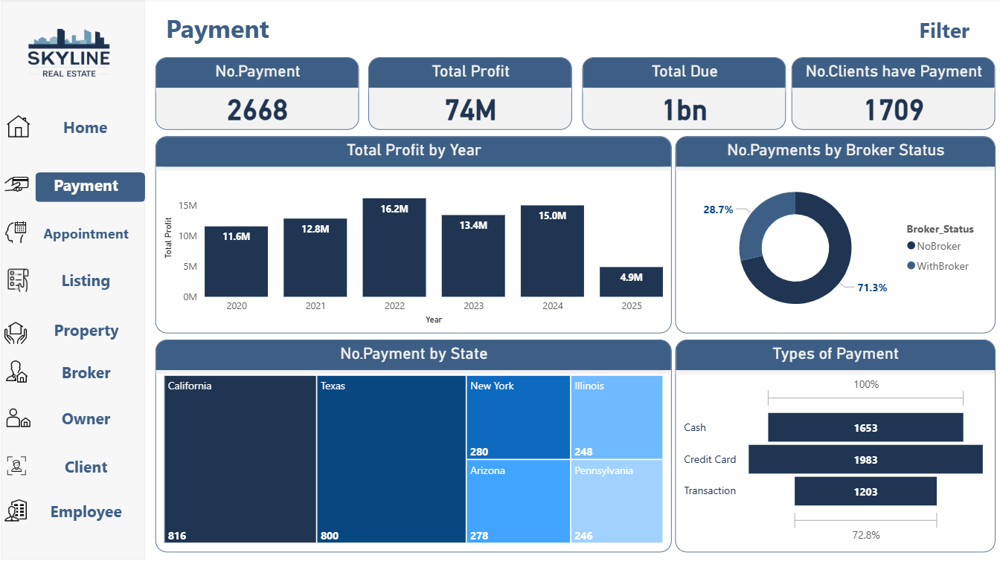 SKYLINE
REAL ESTATE
Home
Payment
Appointment
Listing
Property
Broker
Owner
Client
Employee
Payment
Filter
No.Payment
2668
Total Profit
74M
Total Due
1bn
No.Clients have Payment
1709
Total Profit by Year
Total Profit
15M
10M
5M
0M
11.6M
12.8M
16.2M
13.4M
15.0M
4.9M
2020
2021
2022
2023
2024
2025
Year
No.Payments by Broker Status
28.7%
71.3%
Broker_Status
NoBroker
WithBroker
No.Payment by State
California
816
Texas
800
New York
280
Illinois
248
Arizona
278
Pennsylvania
246
Types of Payment
100%
Cash
1653
Credit Card
1983
Transaction
1203
72.8%